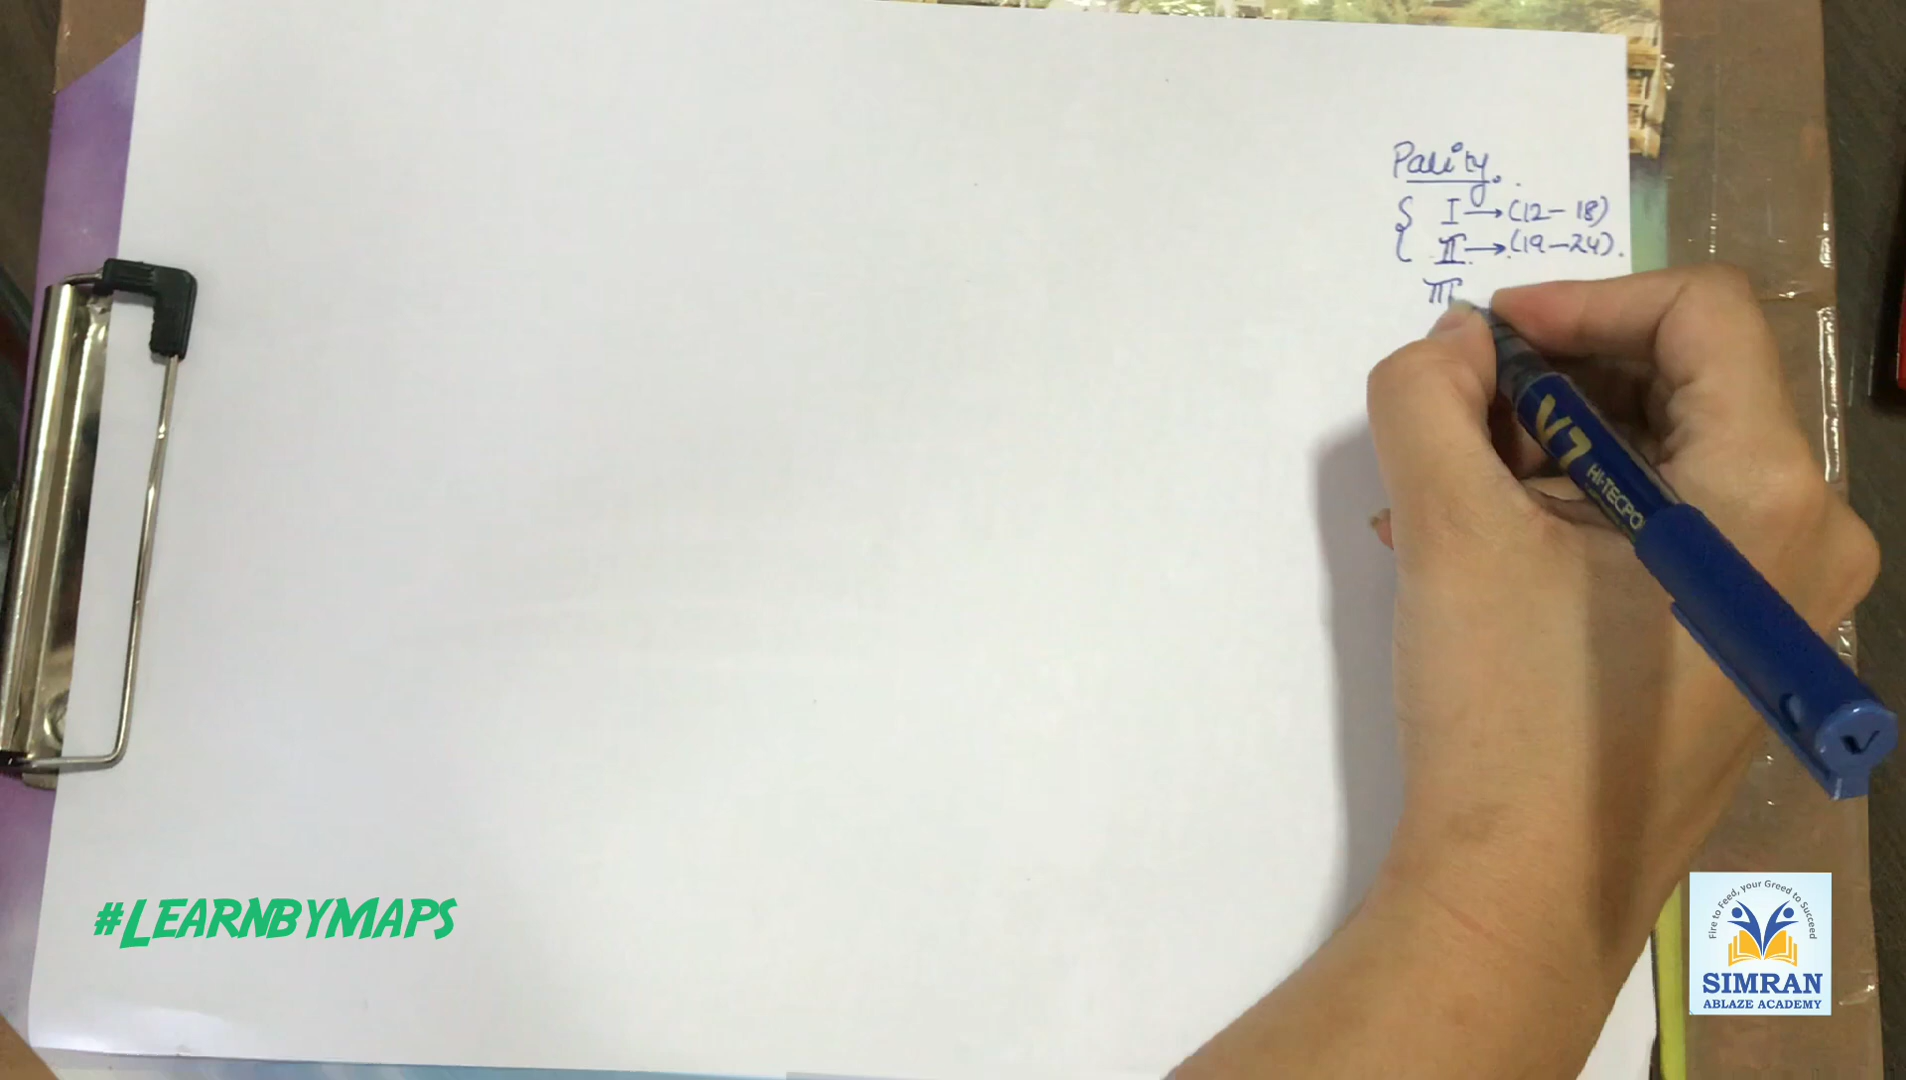 Polity.
I → (12 - 18)
II → (19 - 24).
III
V7
HI-TECPO
#LEARNBYMAPS
Fire to Feed, your Greed to Succeed
SIMRAN
ABLAZE ACADEMY